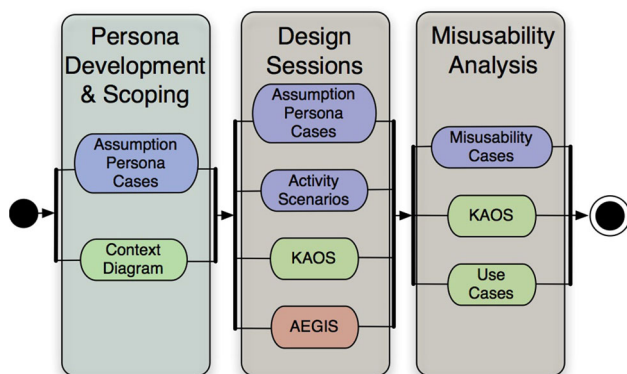 Persona
Development
& Scoping
Assumption
Persona
Cases
Context
Diagram
Design
Sessions
Assumption
Persona
Cases
Activity
Scenarios
KAOS
AEGIS
Misusability
Analysis
Misusability
Cases
KAOS
Use
Cases